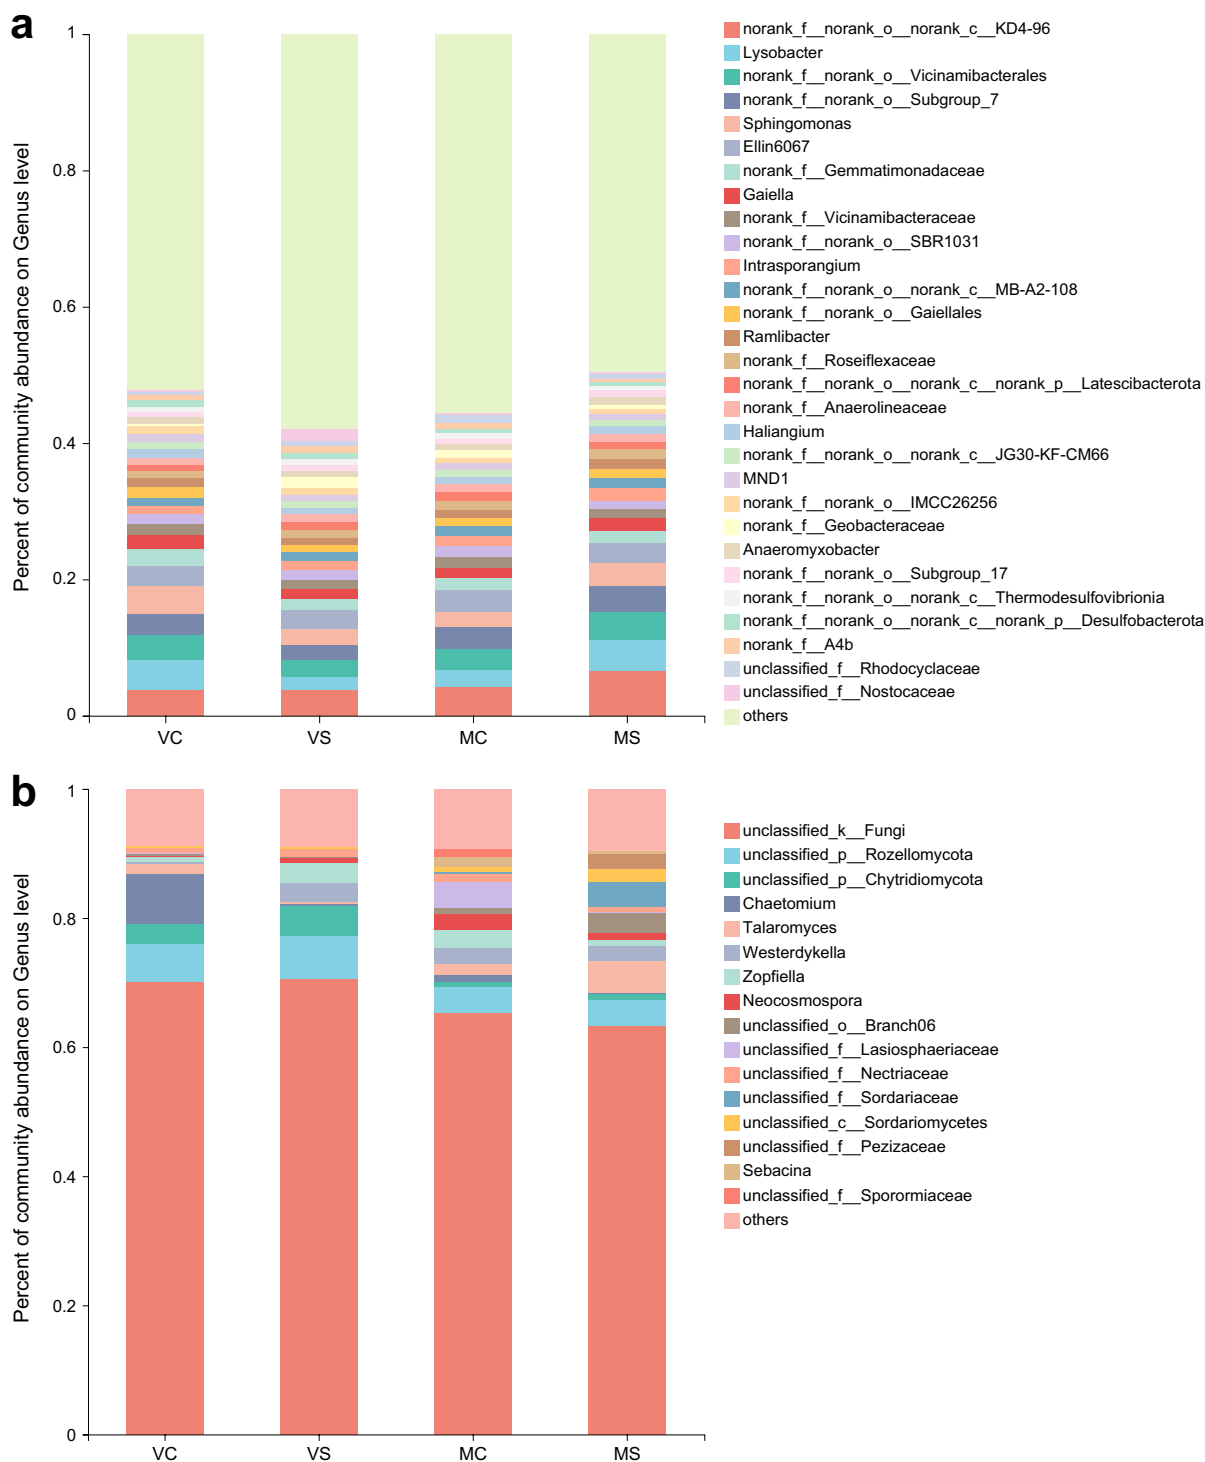 a
Percent of community abundance on Genus level
1
0.8
0.6
0.4
0.2
0
VC
VS
MC
MS
norank_f__norank_o__norank_c__KD4-96
Lysobacter
norank_f__norank_o__Vicinamibacterales
norank_f__norank_o__Subgroup_7
Sphingomonas
Ellin6067
norank_f__Gemmatimonadaceae
Gaiella
norank_f__Vicinamibacteraceae
norank_f__norank_o__SBR1031
Intrasporangium
norank_f__norank_o__norank_c__MB-A2-108
norank_f__norank_o__Gaiellales
Ramlibacter
norank_f__Roseiflexaceae
norank_f__norank_o__norank_c__norank_p__Latescibacterota
norank_f__Anaerolineaceae
Haliangium
norank_f__norank_o__norank_c__JG30-KF-CM66
MND1
norank_f__norank_o__IMCC26256
norank_f__Geobacteraceae
Anaeromyxobacter
norank_f__norank_o__Subgroup_17
norank_f__norank_o__norank_c__Thermodesulfovibrionia
norank_f__norank_o__norank_c__norank_p__Desulfobacterota
norank_f__A4b
unclassified_f__Rhodocyclaceae
unclassified_f__Nostocaceae
others
b
Percent of community abundance on Genus level
1
0.8
0.6
0.4
0.2
0
VC
VS
MC
MS
unclassified_k__Fungi
unclassified_p__Rozellomycota
unclassified_p__Chytridiomycota
Chaetomium
Talaromyces
Westerdykella
Zopfiella
Neocosmospora
unclassified_o__Branch06
unclassified_f__Lasiosphaeriaceae
unclassified_f__Nectriaceae
unclassified_f__Sordariaceae
unclassified_c__Sordariomycetes
unclassified_f__Pezizaceae
Sebacina
unclassified_f__Sporormiaceae
others